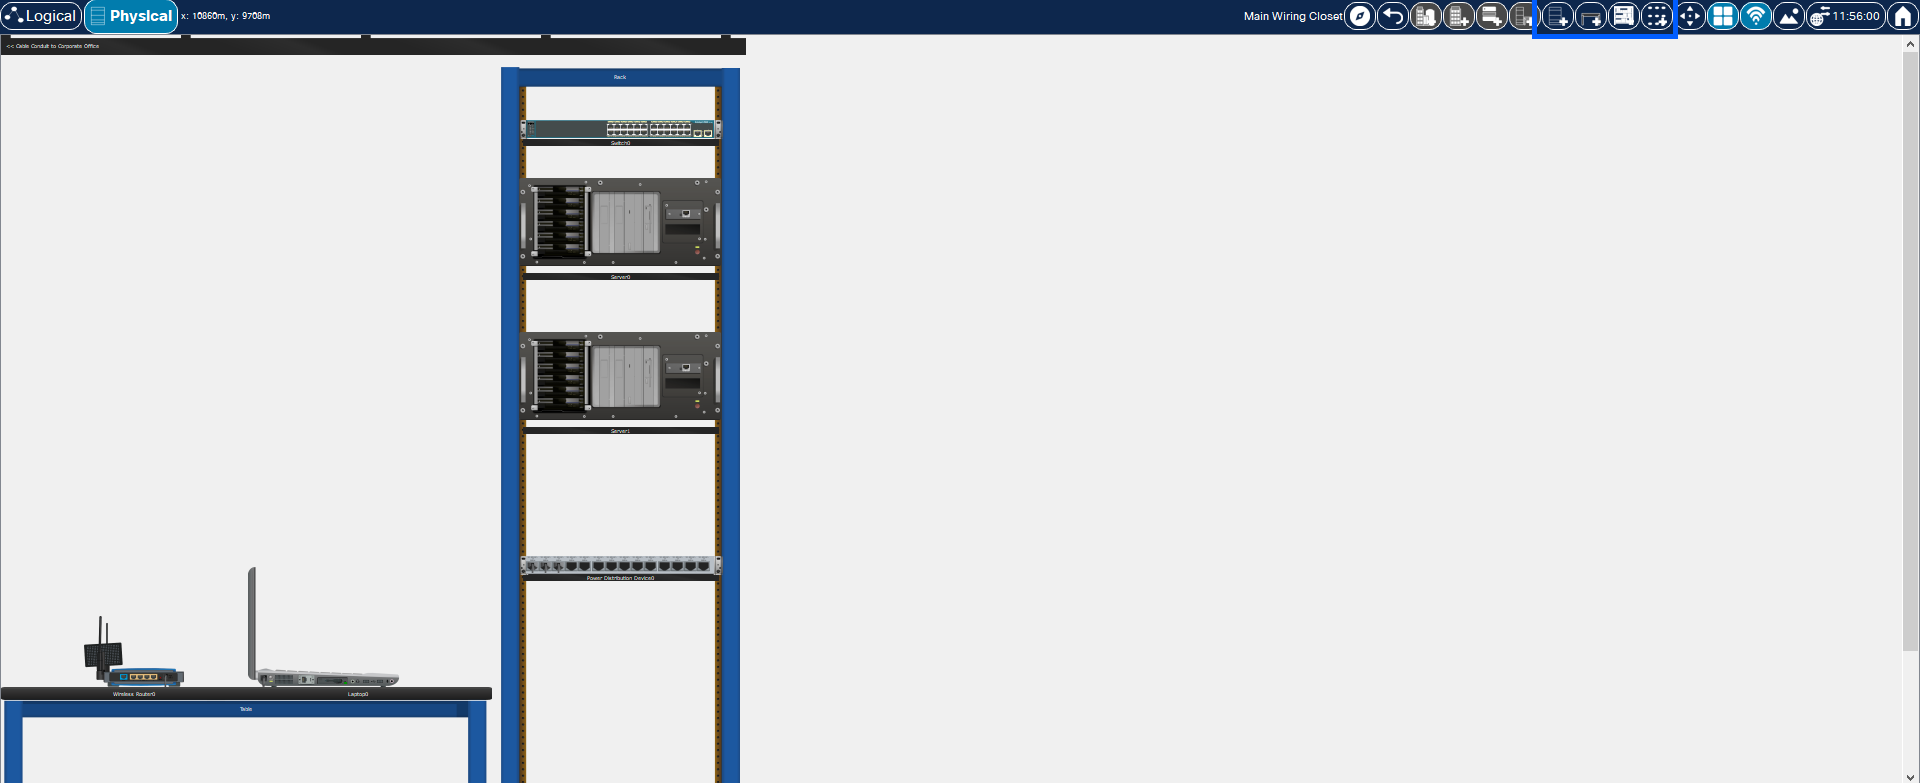 Logical
Physical
x: 10860m, y: 9708m
Main Wiring Closet
11:56:00
<< Cable Conduit to Corporate Office
Rack
Switch0
Server0
Server1
Power Distribution Device0
Wireless Router0
Laptop0
Table